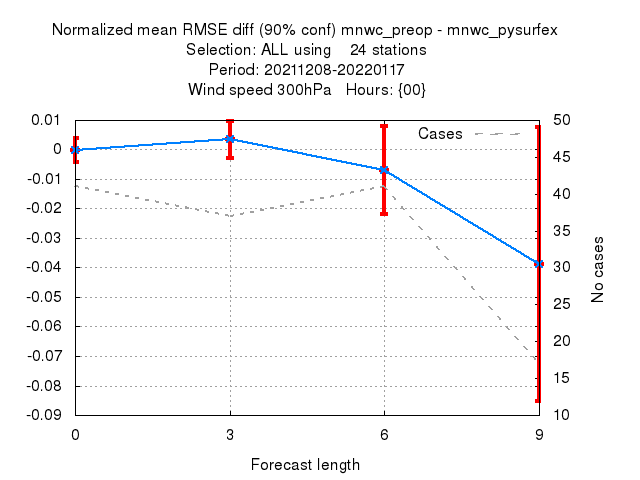 Normalized mean RMSE diff (90% conf) mnwc_preop - mnwc_pysurfex
Selection: ALL using    24 stations
Period: 20211208-20220117
Wind speed 300hPa   Hours: {00}
Cases
0.01
0
-0.01
-0.02
-0.03
-0.04
-0.05
-0.06
-0.07
-0.08
-0.09
50
45
40
35
30
25
20
15
10
No cases
0 3 6 9
Forecast length